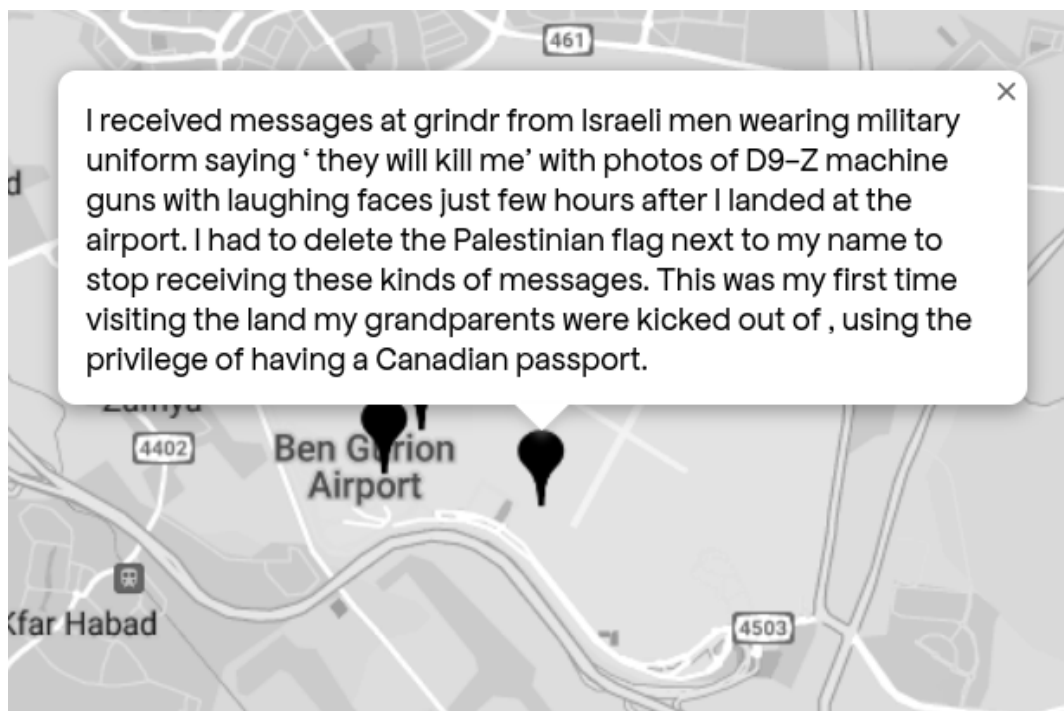 461
×
I received messages at grindr from Israeli men wearing military
uniform saying ‘ they will kill me’ with photos of D9–Z machine
guns with laughing faces just few hours after I landed at the
airport. I had to delete the Palestinian flag next to my name to
stop receiving these kinds of messages. This was my first time
visiting the land my grandparents were kicked out of , using the
privilege of having a Canadian passport.
4402
Ben Gurion
Airport
Kfar Habad
4503